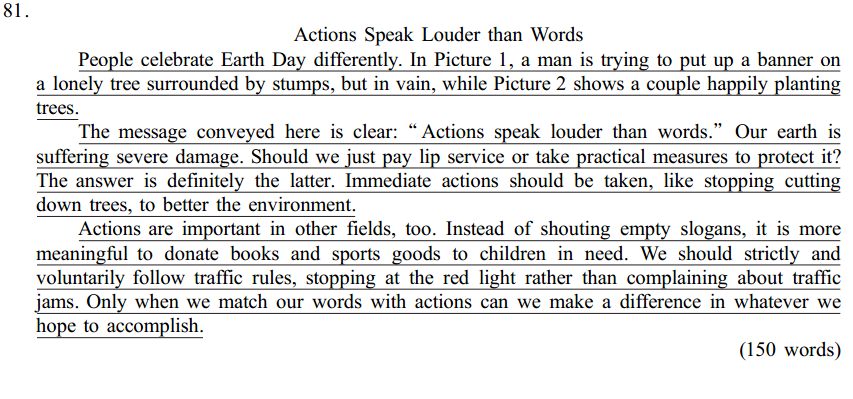 81.
Actions Speak Louder than Words
People celebrate Earth Day differently. In Picture 1, a man is trying to put up a banner on
a lonely tree surrounded by stumps, but in vain, while Picture 2 shows a couple happily planting
trees.
The message conveyed here is clear: “Actions speak louder than words.” Our earth is
suffering severe damage. Should we just pay lip service or take practical measures to protect it?
The answer is definitely the latter. Immediate actions should be taken, like stopping cutting
down trees, to better the environment.
Actions are important in other fields, too. Instead of shouting empty slogans, it is more
meaningful to donate books and sports goods to children in need. We should strictly and
voluntarily follow traffic rules, stopping at the red light rather than complaining about traffic
jams. Only when we match our words with actions can we make a difference in whatever we
hope to accomplish.
(150 words)